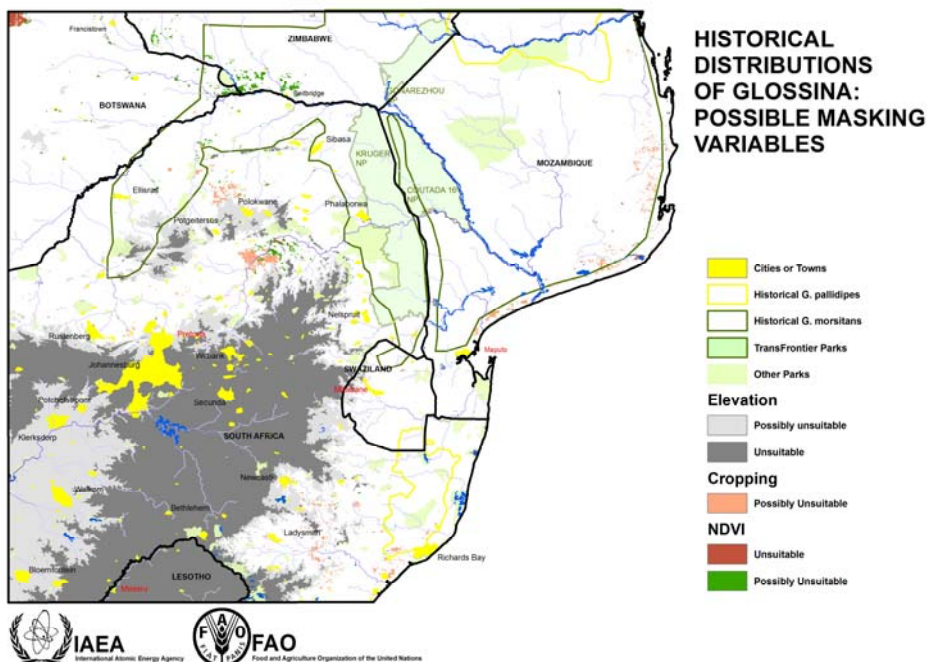 HISTORICAL
DISTRIBUTIONS
OF GLOSSINA:
POSSIBLE MASKING
VARIABLES
Francistown
ZIMBABWE
BOTSWANA
Beitbridge
GONAREZHOU
NP
Sibasa
KRUGER
NP
MOZAMBIQUE
Ellisras
COUTADA 16
NP
Polokwane
Phalaborwa
Potgietersus
Nelspruit
Rustenberg
Pretoria
Johannesburg
Witbank
Maputo
SWAZILAND
Mbabane
Potchefstroom
Secunda
Klerksdorp
SOUTH AFRICA
Newcastle
Welkom
Bethlehem
Ladysmith
Richards Bay
Bloemfontein
LESOTHO
Maseru
Cities or Towns
Historical G. pallidipes
Historical G. morsitans
TransFrontier Parks
Other Parks
Elevation
Possibly unsuitable
Unsuitable
Cropping
Possibly Unsuitable
NDVI
Unsuitable
Possibly Unsuitable
IAEA
International Atomic Energy Agency
F A O
FIAT PANIS
FAO
Food and Agriculture Organization of the United Nations